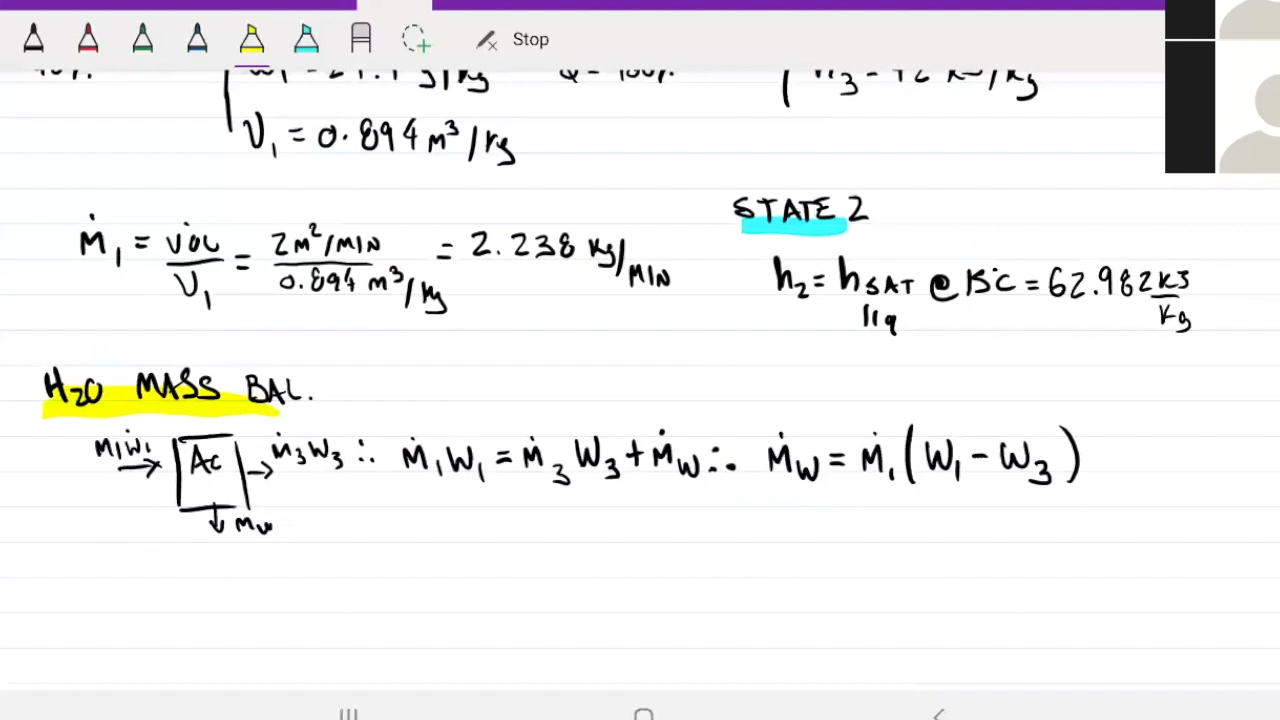 Stop
V₁ = 0.894 m³/kg
Ṁ₁ = V̇OL / V₁ = 2M²/MIN / 0.894 m³/kg = 2.238 kg/MIN
STATE 2
h₂ = h SAT liq @ 15°C = 62.982 KJ/Kg
H₂O MASS BAL.
Ṁ₁W₁ → AC → Ṁ₃W₃ ∴ Ṁ₁W₁ = Ṁ₃W₃ + Ṁw ∴ Ṁw = Ṁ₁(W₁ - W₃)
↓ Mw